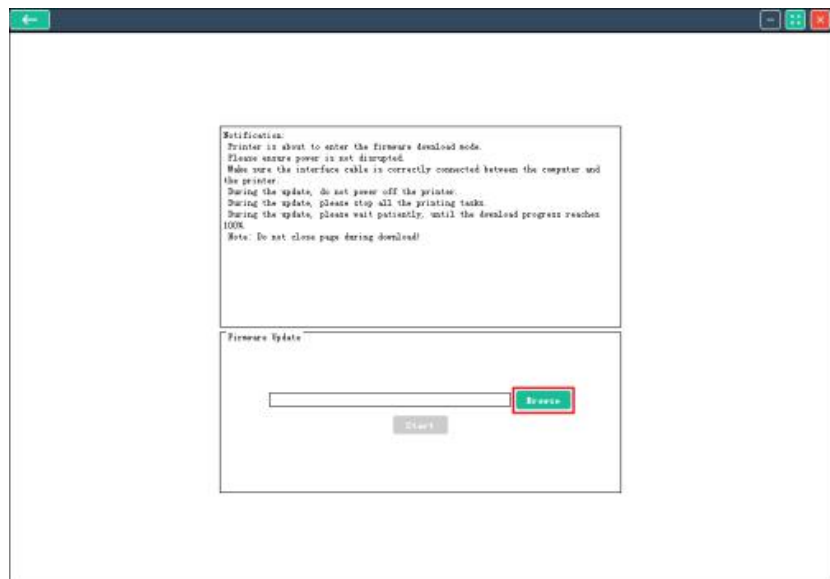 Notification:
Printer is about to enter the firmware download mode.
Please ensure power is not disrupted.
Make sure the interface cable is correctly connected between the computer and
the printer.
During the update, do not power off the printer.
During the update, please stop all the printing tasks.
During the update, please wait patiently, until the download progress reaches
100%.
Note: Do not close page during download!
Firmware Update
Browse
Start